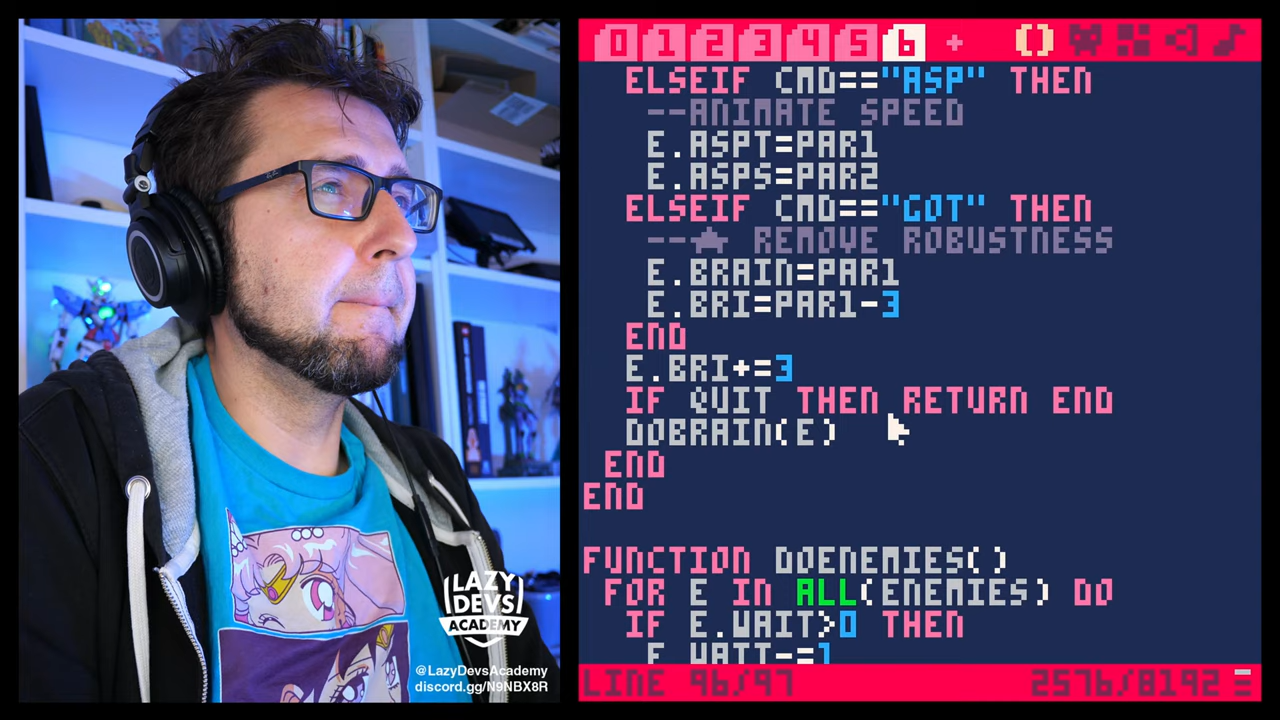 LAZY
DEVS
ACADEMY
@LazyDevsAcademy
discord.gg/N9NBX8R
0 1 2 3 4 5 6 + ()
ELSEIF CMD=="ASP" THEN
--ANIMATE SPEED
E.ASPT=PAR1
E.ASPS=PAR2
ELSEIF CMD=="GOT" THEN
-- REMOVE ROBUSTNESS
E.BRAIN=PAR1
E.BRI=PAR1-3
END
E.BRI+=3
IF QUIT THEN RETURN END
DOBRAIN(E)
END
END
FUNCTION DOENEMIES()
FOR E IN ALL(ENEMIES) DO
IF E.WAIT>0 THEN
E.WAIT-=1
LINE 96/97
2576/8192